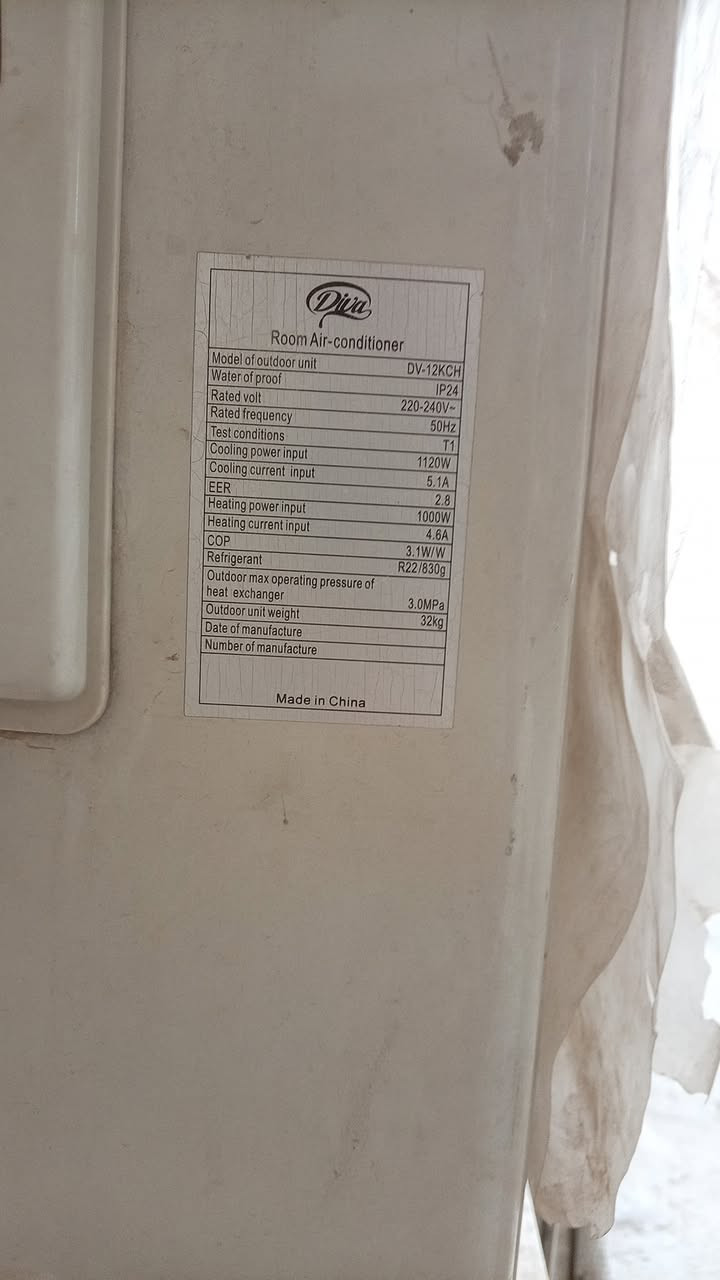 Diva
Room Air-conditioner
Model of outdoor unit DV-12KCH
Water of proof IP24
Rated volt 220-240V~
Rated frequency 50Hz
Test conditions T1
Cooling power input 1120W
Cooling current input 5.1A
EER 2.8
Heating power input 1000W
Heating current input 4.6A
COP 3.1W/W
Refrigerant R22/830g
Outdoor max operating pressure of
heat exchanger 3.0MPa
Outdoor unit weight 32kg
Date of manufacture
Number of manufacture
Made in China